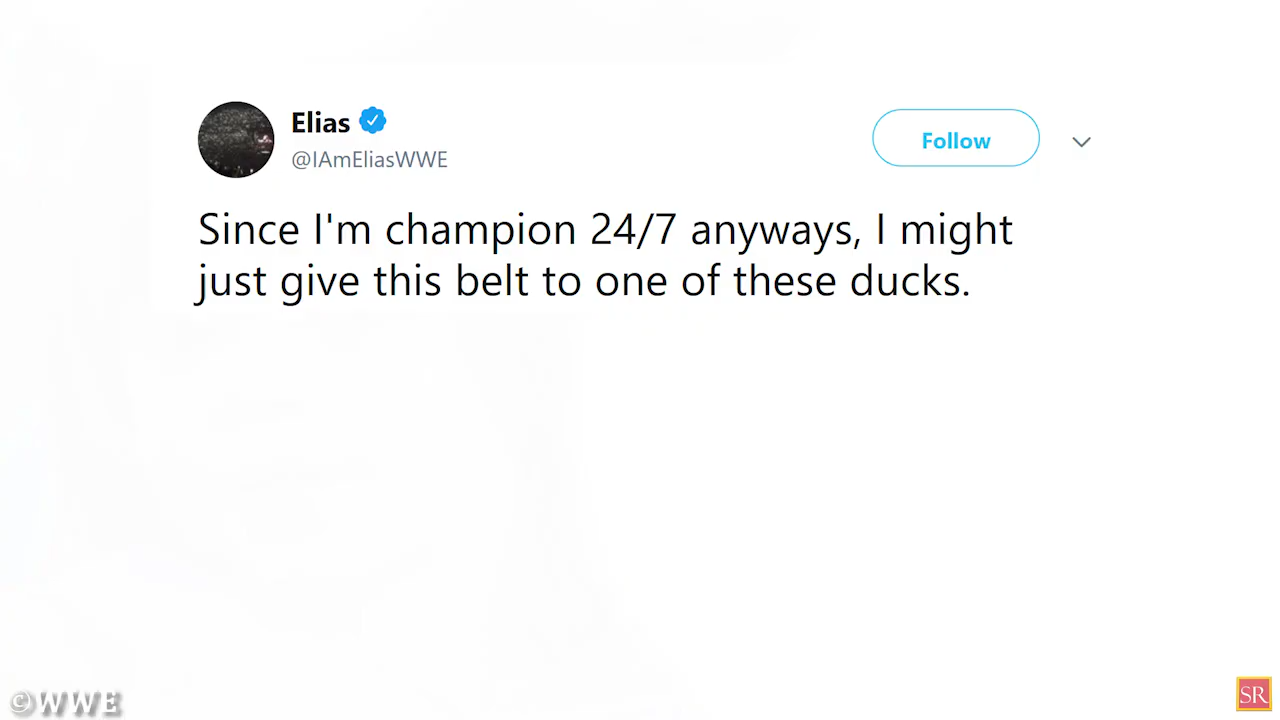 Elias
@IAmEliasWWE
Follow
Since I'm champion 24/7 anyways, I might
just give this belt to one of these ducks.
©WWE
SR